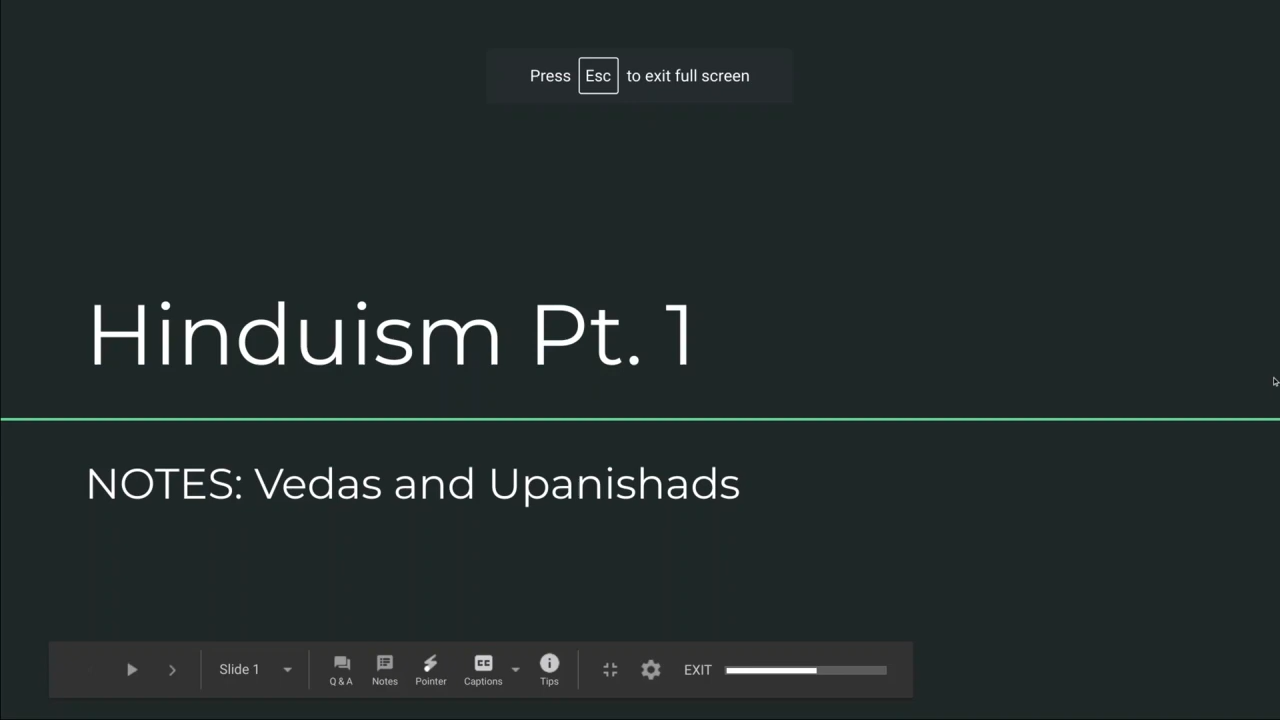 Press Esc to exit full screen
Hinduism Pt. 1
NOTES: Vedas and Upanishads
Slide 1
Q & A
Notes
Pointer
CC
Captions
Tips
EXIT